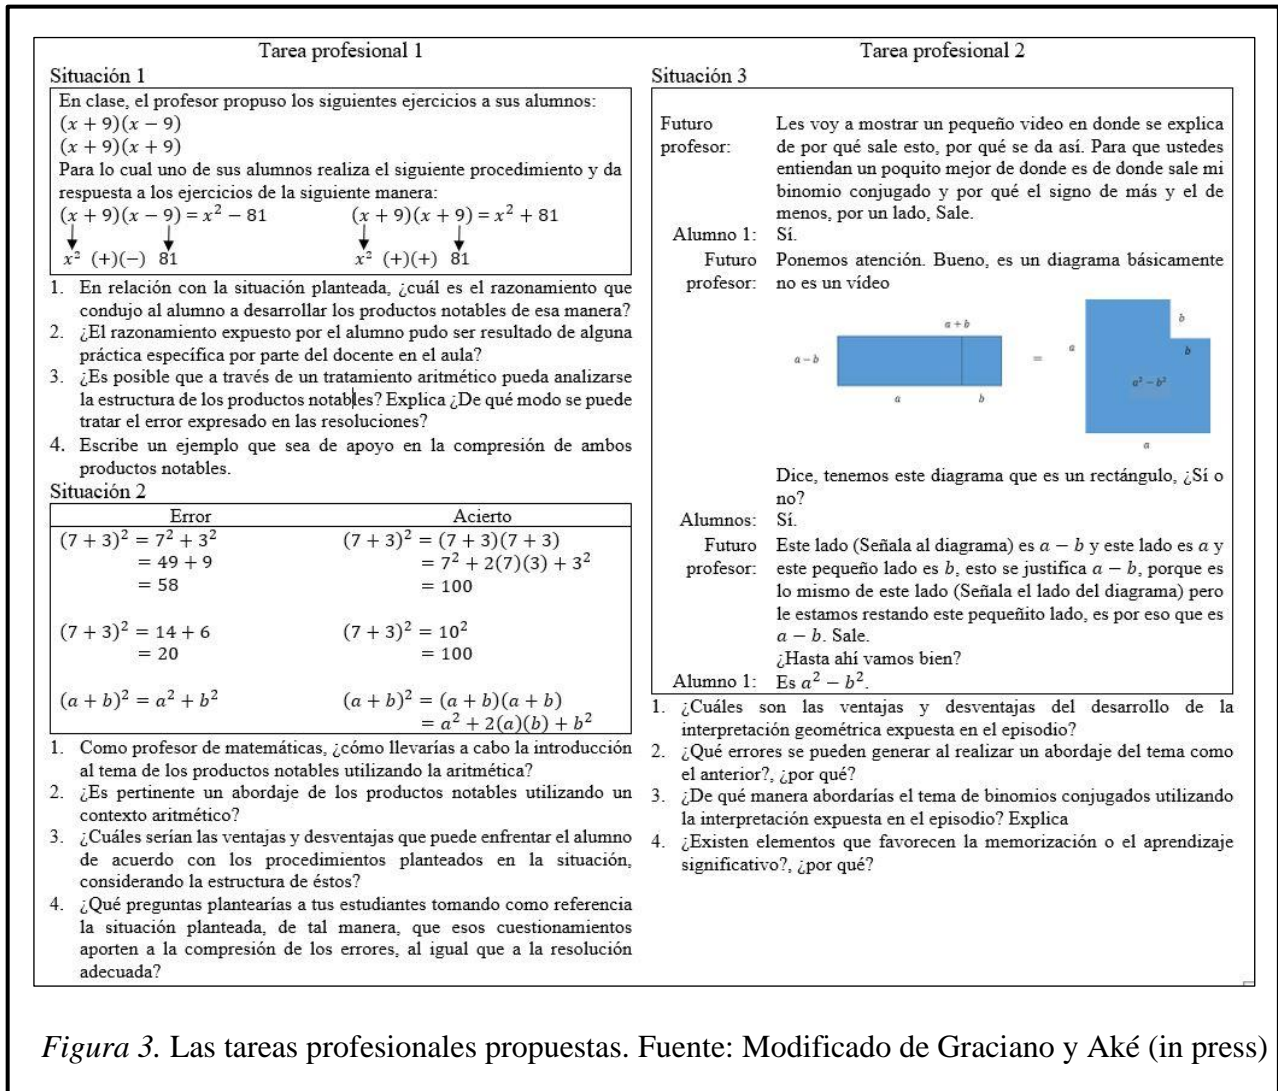 Tarea profesional 1
Situación 1
En clase, el profesor propuso los siguientes ejercicios a sus alumnos:
(x + 9)(x − 9)
(x + 9)(x + 9)
Para lo cual uno de sus alumnos realiza el siguiente procedimiento y da
respuesta a los ejercicios de la siguiente manera:
(x + 9)(x − 9) = x² − 81 (x + 9)(x + 9) = x² + 81
x² (+)(−) 81 x² (+)(+) 81
1. En relación con la situación planteada, ¿cuál es el razonamiento que
condujo al alumno a desarrollar los productos notables de esa manera?
2. ¿El razonamiento expuesto por el alumno pudo ser resultado de alguna
práctica específica por parte del docente en el aula?
3. ¿Es posible que a través de un tratamiento aritmético pueda analizarse
la estructura de los productos notables? Explica ¿De qué modo se puede
tratar el error expresado en las resoluciones?
4. Escribe un ejemplo que sea de apoyo en la compresión de ambos
productos notables.
Situación 2
Error Acierto
(7 + 3)² = 7² + 3² (7 + 3)² = (7 + 3)(7 + 3)
= 49 + 9 = 7² + 2(7)(3) + 3²
= 58 = 100
(7 + 3)² = 14 + 6 (7 + 3)² = 10²
= 20 = 100
(a + b)² = a² + b² (a + b)² = (a + b)(a + b)
= a² + 2(a)(b) + b²
1. Como profesor de matemáticas, ¿cómo llevarías a cabo la introducción
al tema de los productos notables utilizando la aritmética?
2. ¿Es pertinente un abordaje de los productos notables utilizando un
contexto aritmético?
3. ¿Cuáles serían las ventajas y desventajas que puede enfrentar el alumno
de acuerdo con los procedimientos planteados en la situación,
considerando la estructura de éstos?
4. ¿Qué preguntas plantearías a tus estudiantes tomando como referencia
la situación planteada, de tal manera, que esos cuestionamientos
aporten a la compresión de los errores, al igual que a la resolución
adecuada?
Tarea profesional 2
Situación 3
Futuro Les voy a mostrar un pequeño video en donde se explica
profesor: de por qué sale esto, por qué se da así. Para que ustedes
entiendan un poquito mejor de donde es de donde sale mi
binomio conjugado y por qué el signo de más y el de
menos, por un lado, Sale.
Alumno 1: Sí.
Futuro Ponemos atención. Bueno, es un diagrama básicamente
profesor: no es un vídeo
a + b
a − b
a b
=
a
b
b
a² − b²
a
Dice, tenemos este diagrama que es un rectángulo, ¿Sí o
no?
Alumnos: Sí.
Futuro Este lado (Señala al diagrama) es a − b y este lado es a y
profesor: este pequeño lado es b, esto se justifica a − b, porque es
lo mismo de este lado (Señala el lado del diagrama) pero
le estamos restando este pequeñito lado, es por eso que es
a − b. Sale.
¿Hasta ahí vamos bien?
Alumno 1: Es a² − b².
1. ¿Cuáles son las ventajas y desventajas del desarrollo de la
interpretación geométrica expuesta en el episodio?
2. ¿Qué errores se pueden generar al realizar un abordaje del tema como
el anterior?, ¿por qué?
3. ¿De qué manera abordarías el tema de binomios conjugados utilizando
la interpretación expuesta en el episodio? Explica
4. ¿Existen elementos que favorecen la memorización o el aprendizaje
significativo?, ¿por qué?
Figura 3. Las tareas profesionales propuestas. Fuente: Modificado de Graciano y Aké (in press)